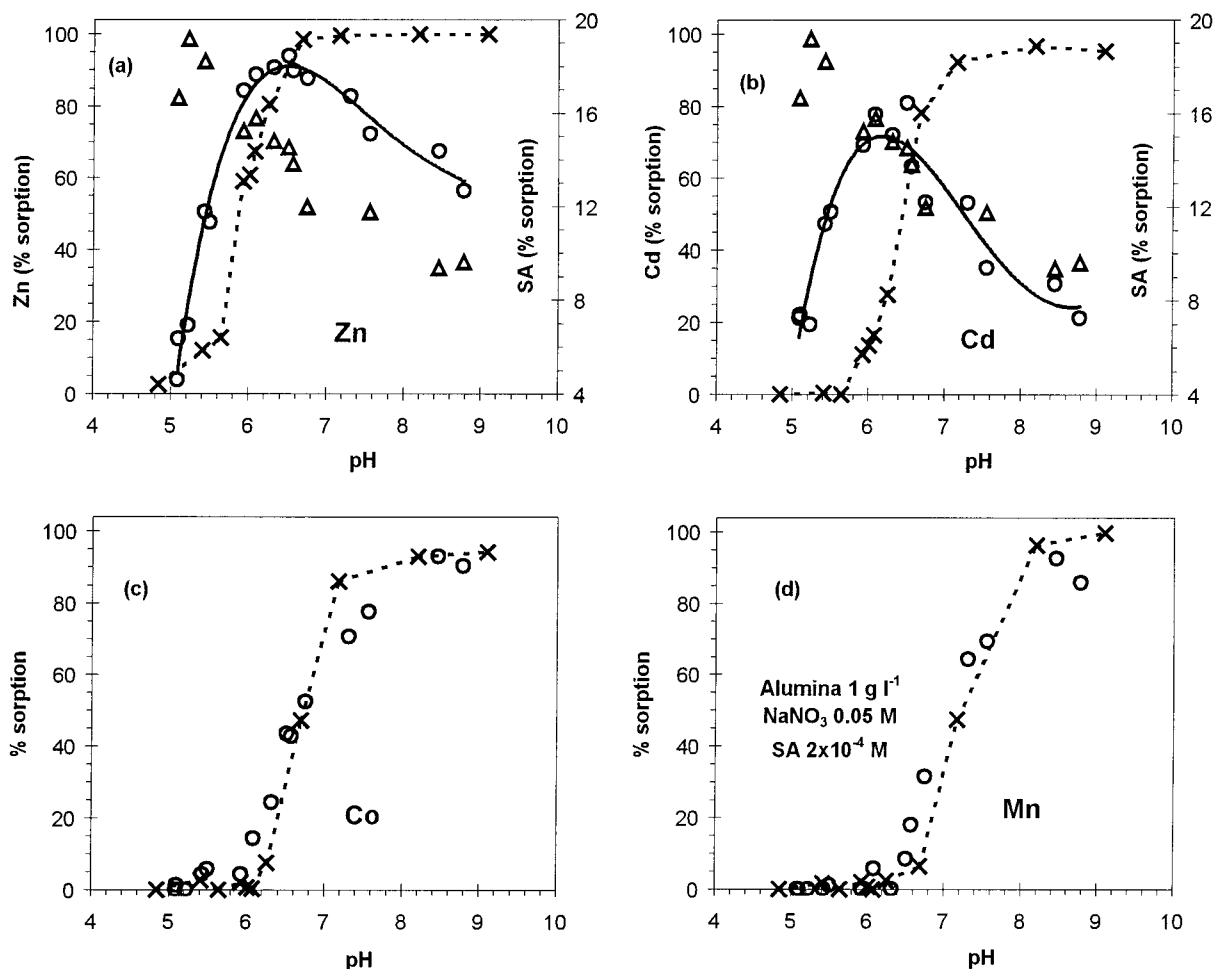 (a)
Zn (% sorption)
100
80
60
40
20
0
Zn
4 5 6 7 8 9 10
pH
20
16
12
8
4
SA (% sorption)
(b)
Cd (% sorption)
100
80
60
40
20
0
Cd
4 5 6 7 8 9 10
pH
20
16
12
8
4
SA (% sorption)
(c)
% sorption
100
80
60
40
20
0
Co
4 5 6 7 8 9 10
pH
(d)
% sorption
100
80
60
40
20
0
Alumina 1 g l⁻¹
NaNO₃ 0.05 M
SA 2x10⁻⁴ M
Mn
4 5 6 7 8 9 10
pH